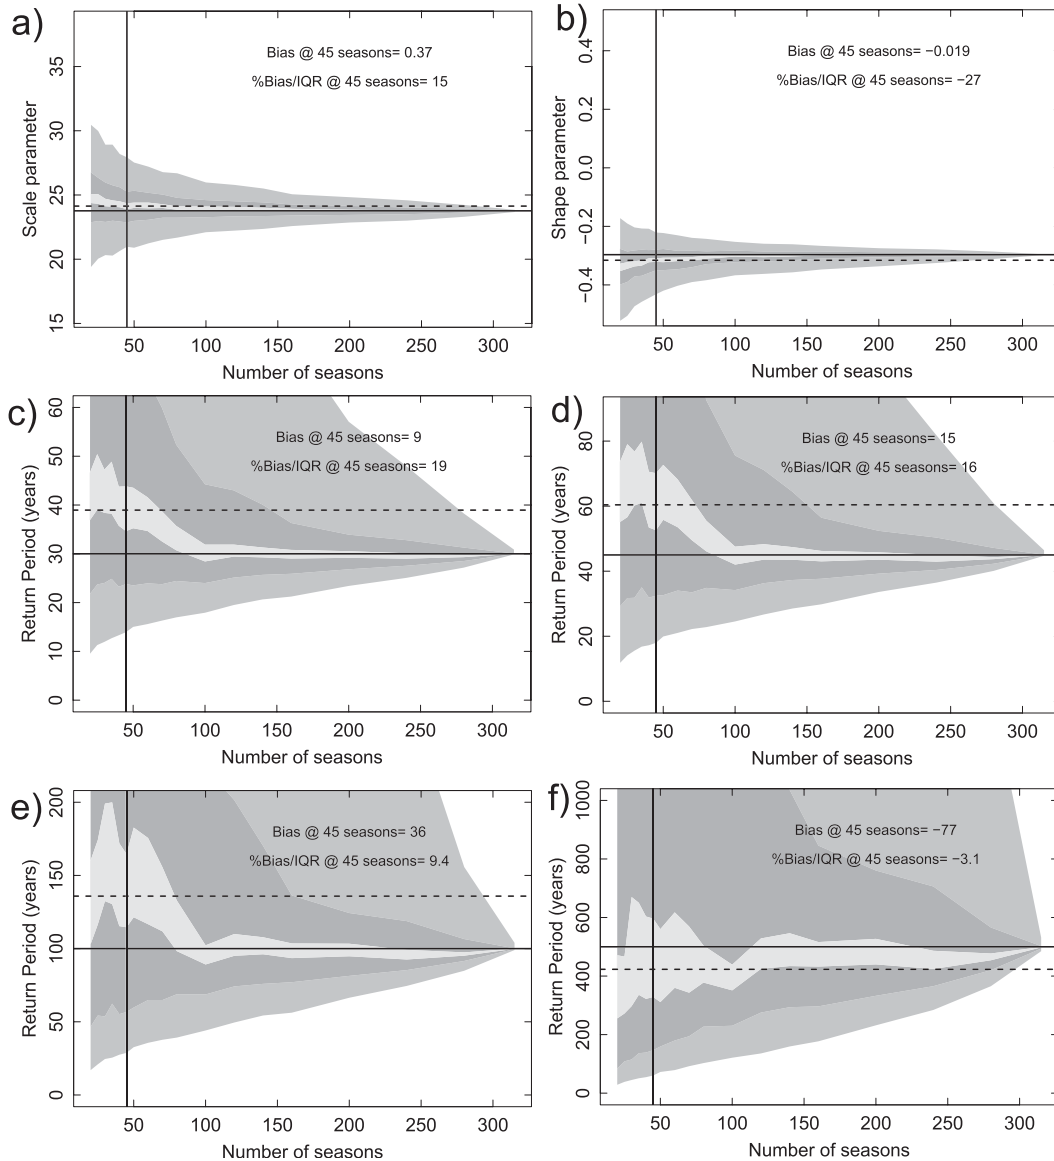 a)
Bias @ 45 seasons= 0.37
%Bias/IQR @ 45 seasons= 15
Scale parameter
15
20
25
30
35
50 100 150 200 250 300
Number of seasons
b)
Bias @ 45 seasons= −0.019
%Bias/IQR @ 45 seasons= −27
Shape parameter
−0.4
−0.2
0.0
0.2
0.4
50 100 150 200 250 300
Number of seasons
c)
Bias @ 45 seasons= 9
%Bias/IQR @ 45 seasons= 19
Return Period (years)
0
10
20
30
40
50
60
50 100 150 200 250 300
Number of seasons
d)
Bias @ 45 seasons= 15
%Bias/IQR @ 45 seasons= 16
Return Period (years)
0
20
40
60
80
50 100 150 200 250 300
Number of seasons
e)
Bias @ 45 seasons= 36
%Bias/IQR @ 45 seasons= 9.4
Return Period (years)
0
50
100
150
200
50 100 150 200 250 300
Number of seasons
f)
Bias @ 45 seasons= −77
%Bias/IQR @ 45 seasons= −3.1
Return Period (years)
0
200
400
600
800
1000
50 100 150 200 250 300
Number of seasons